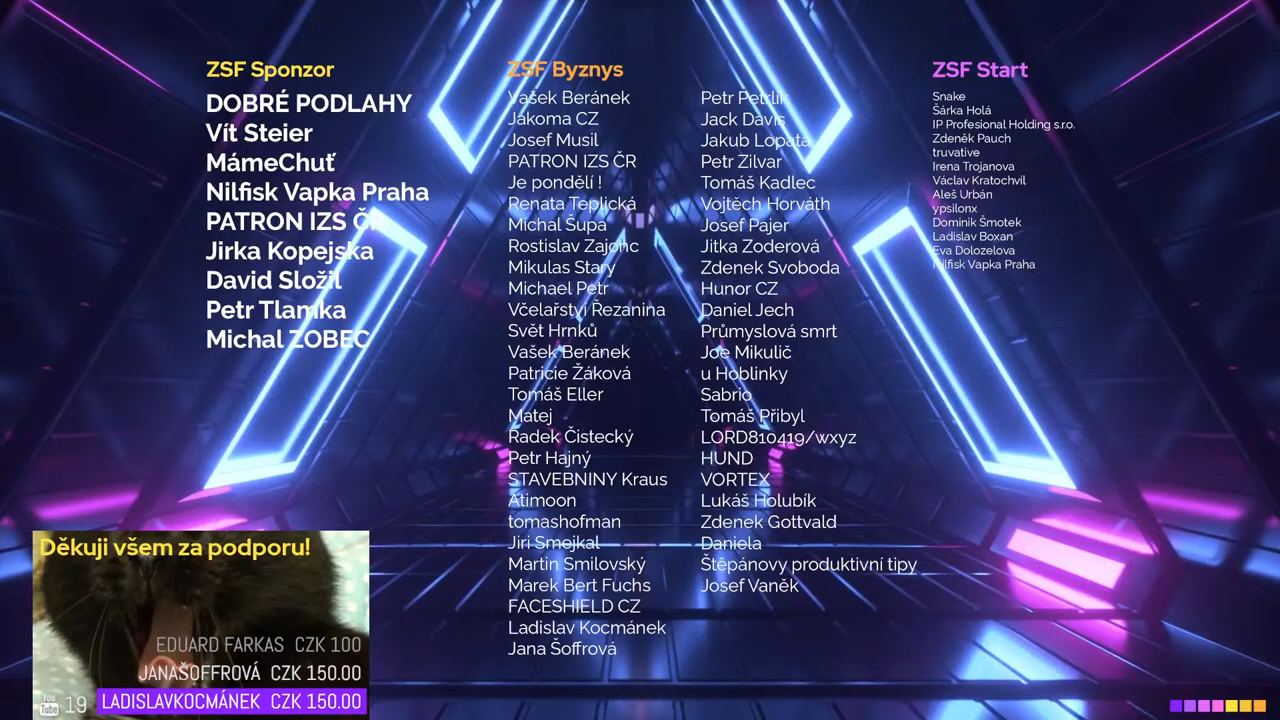 ZSF Sponzor
DOBRÉ PODLAHY
Vít Steier
MámeChuť
Nilfisk Vapka Praha
PATRON IZS ČR
Jirka Kopejska
David Složil
Petr Tlamka
Michal ZOBEC
ZSF Byznys
Vašek Beránek
Jákoma CZ
Josef Musil
PATRON IZS ČR
Je pondělí !
Renata Teplická
Michal Šupa
Rostislav Zajonc
Mikulas Stary
Michael Petr
Včelařství Řezanina
Svět Hrnků
Vašek Beránek
Patricie Žáková
Tomáš Eller
Matej
Radek Čistecký
Petr Hajný
STAVEBNINY Kraus
Atimoon
tomashofman
Jiri Smejkal
Martin Smilovský
Marek Bert Fuchs
FACESHIELD CZ
Ladislav Kocmánek
Jana Šoffrová
Petr Petrlík
Jack Davis
Jakub Lopata
Petr Zilvar
Tomáš Kadlec
Vojtěch Horváth
Josef Pajer
Jitka Zoderová
Zdenek Svoboda
Hunor CZ
Daniel Jech
Průmyslová smrt
Joe Mikulič
u Hoblinky
Sabrio
Tomáš Přibyl
LORD810419/wxyz
HUND
VORTEX
Lukáš Holubík
Zdenek Gottvald
Daniela
Štěpánovy produktivní tipy
Josef Vaněk
ZSF Start
Snake
Šárka Holá
IP Profesional Holding s.r.o.
Zdeněk Pauch
truvative
Irena Trojanova
Václav Kratochvíl
Aleš Urbán
ypsilonx
Dominik Šmotek
Ladislav Boxan
Eva Dolozelova
Nilfisk Vapka Praha
Děkuji všem za podporu!
EDUARD FARKAS CZK 100
JANAŠOFFROVÁ CZK 150.00
LADISLAVKOCMÁNEK CZK 150.00
You Tube 19